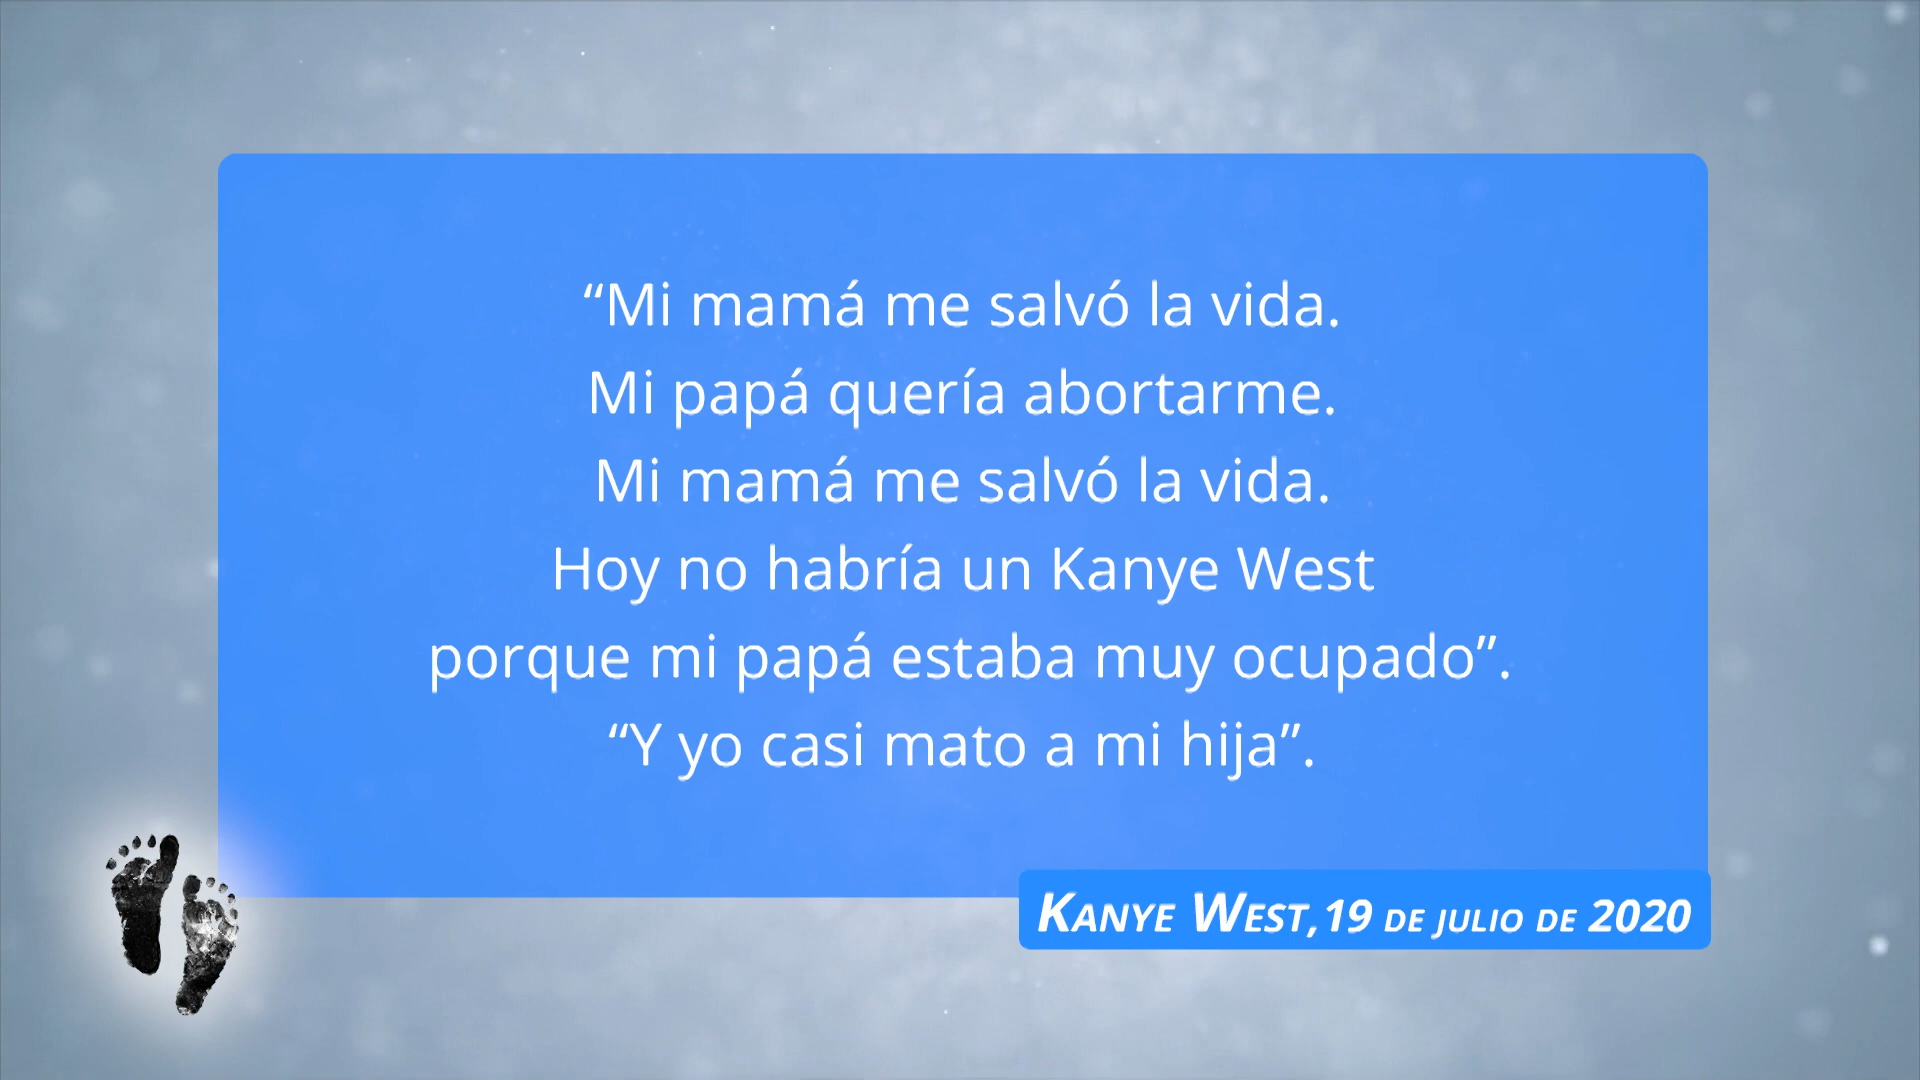 “Mi mamá me salvó la vida.
Mi papá quería abortarme.
Mi mamá me salvó la vida.
Hoy no habría un Kanye West
porque mi papá estaba muy ocupado”.
“Y yo casi mato a mi hija”.
Kanye West, 19 de julio de 2020